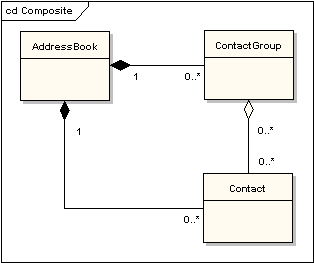 cd Composite
AddressBook
ContactGroup
1
0..*
1
0..*
0..*
Contact
0..*